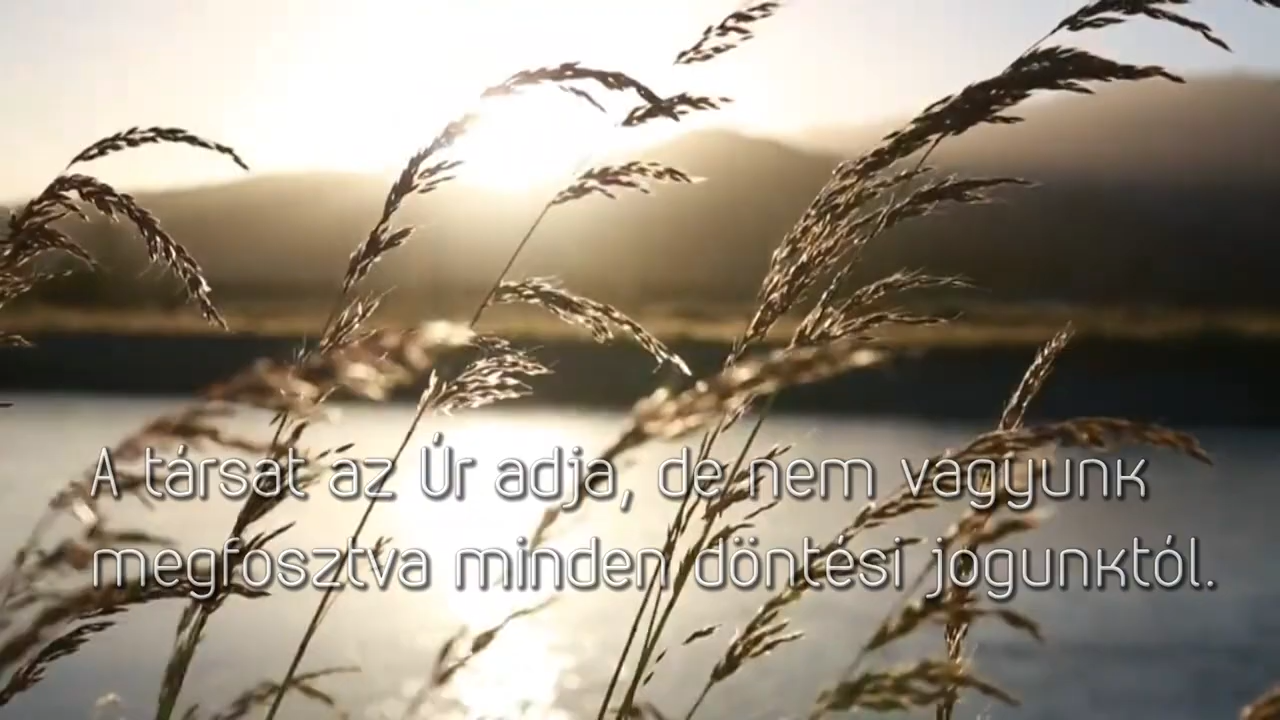 A társat az Úr adja, de nem vagyunk
megfosztva minden döntési jogunktól.